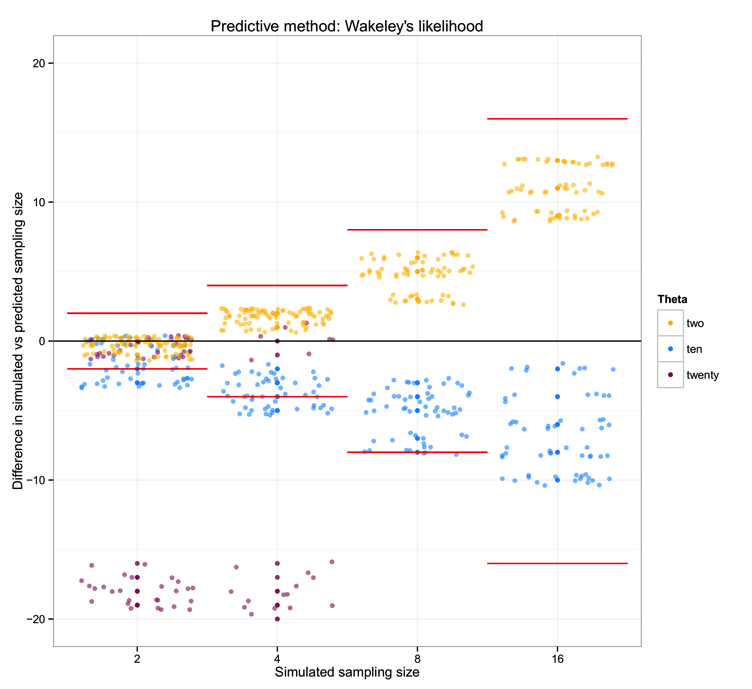 Predictive method: Wakeley's likelihood
Difference in simulated vs predicted sampling size
20
10
0
−10
−20
2
4
8
16
Simulated sampling size
Theta
two
ten
twenty